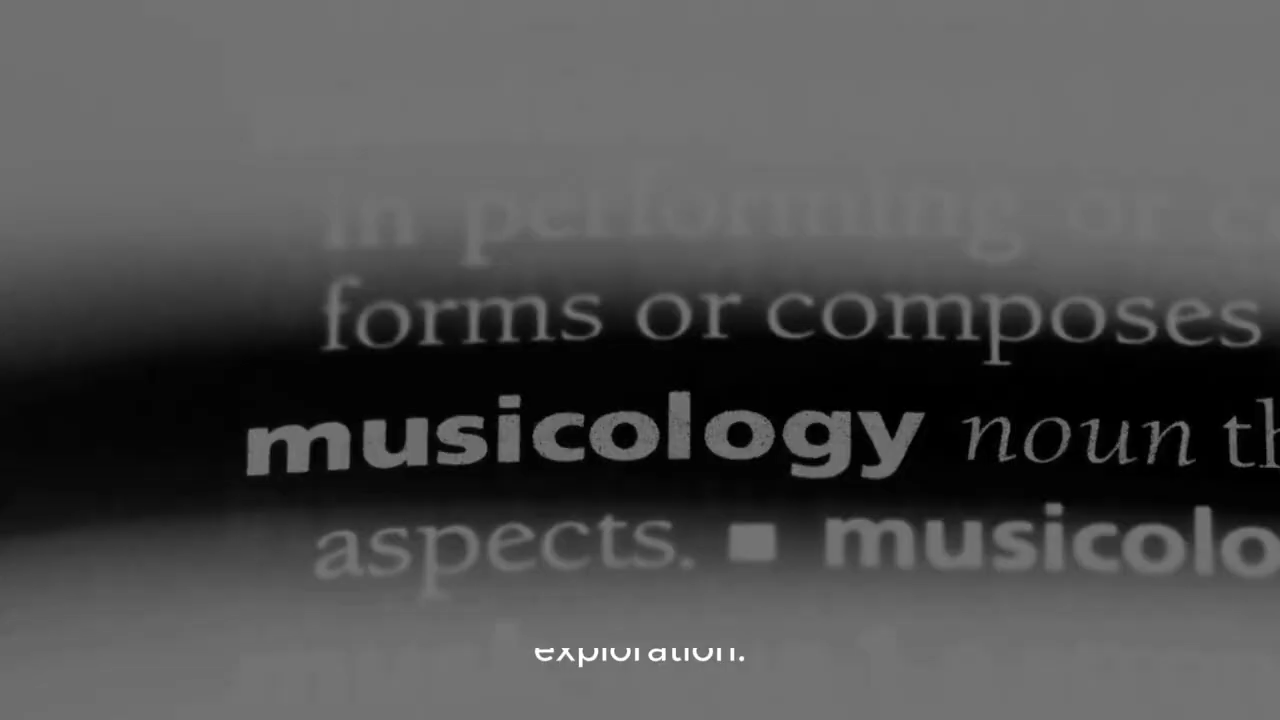 in performing or
forms or composes
musicology noun th
aspects. ■ musicolo
exploration.